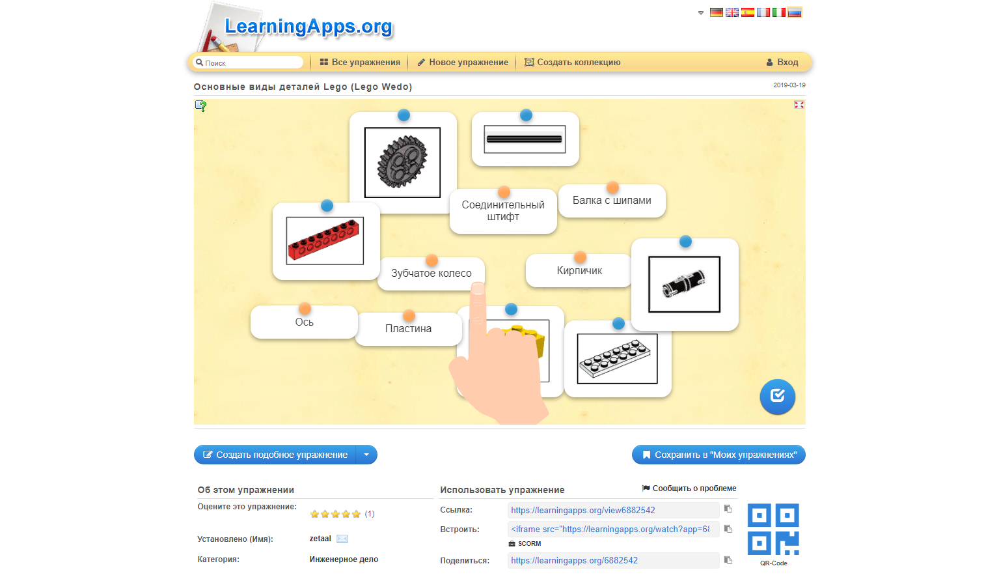 LearningApps.org
Поиск
Все упражнения
Новое упражнение
Создать коллекцию
Вход
Основные виды деталей Lego (Lego Wedo)
2019-03-19
Соединительный
штифт
Балка с шипами
Зубчатое колесо
Кирпичик
Ось
Пластина
Создать подобное упражнение
Сохранить в "Моих упражнениях"
Об этом упражнении
Оцените это упражнение:
(1)
Установлено (Имя):
zetaal
Категория:
Инженерное дело
Использовать упражнение
Сообщить о проблеме
Ссылка:
https://learningapps.org/view6882542
Встроить:
<iframe src="https://learningapps.org/watch?app=68
SCORM
Поделиться:
https://learningapps.org/6882542
QR-Code